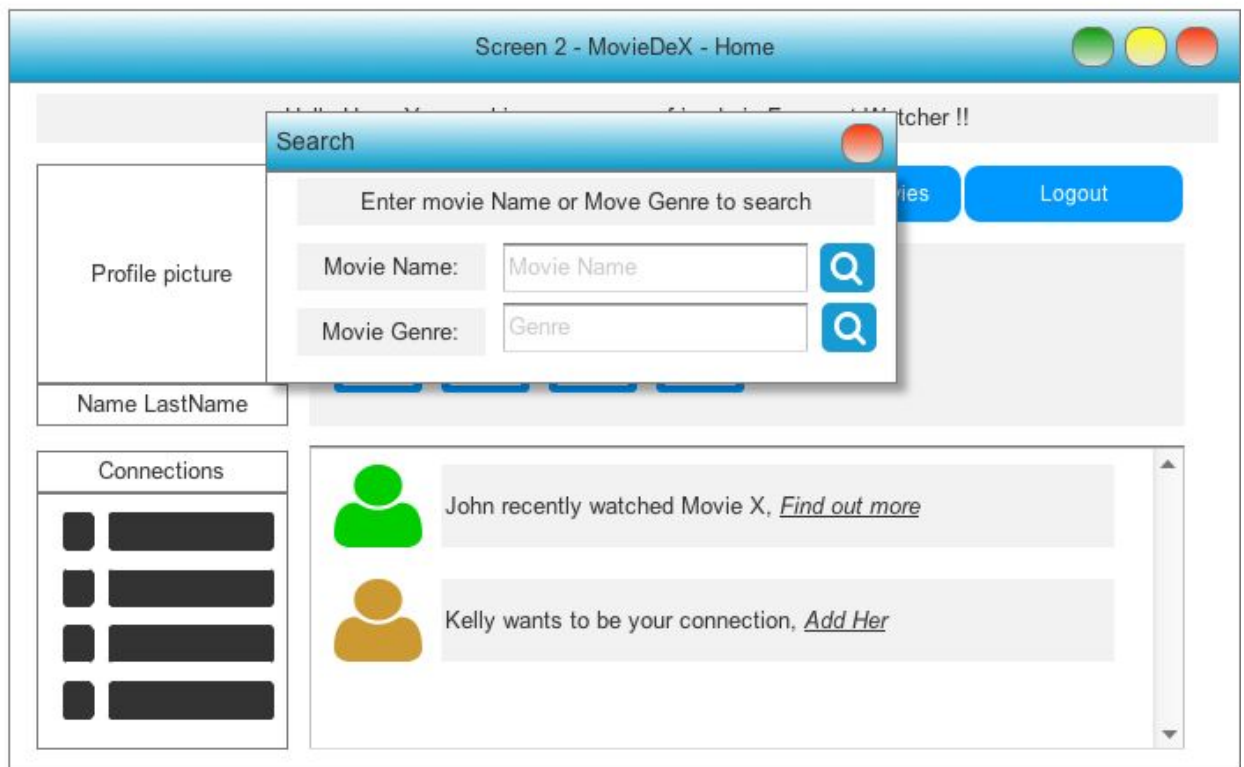 Screen 2 - MovieDeX - Home
tcher !!
Search
Enter movie Name or Move Genre to search
Movie Name:
Movie Name
Movie Genre:
Genre
Logout
Profile picture
Name LastName
Connections
John recently watched Movie X, Find out more
Kelly wants to be your connection, Add Her